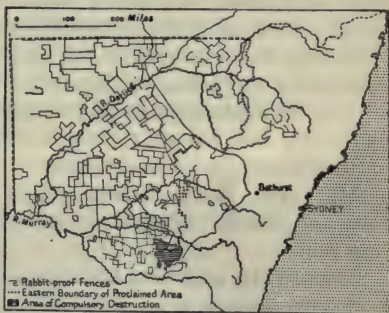 0 100 200 Miles
R. Darling
Bathurst
SYDNEY
R. Murray
Rabbit-proof Fences
Eastern Boundary of Proclaimed Area
Area of Compulsory Destruction